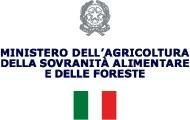 MINISTERO DELL'AGRICOLTURA
DELLA SOVRANITÀ ALIMENTARE
E DELLE FORESTE